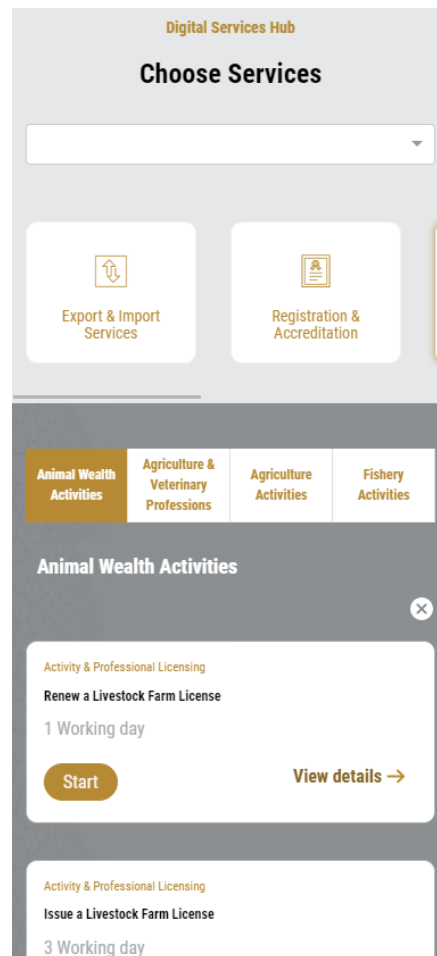 Digital Services Hub
Choose Services
Export & Import
Services
Registration &
Accreditation
Animal Wealth
Activities
Agriculture &
Veterinary
Professions
Agriculture
Activities
Fishery
Activities
Animal Wealth Activities
Activity & Professional Licensing
Renew a Livestock Farm License
1 Working day
Start
View details →
Activity & Professional Licensing
Issue a Livestock Farm License
3 Working day